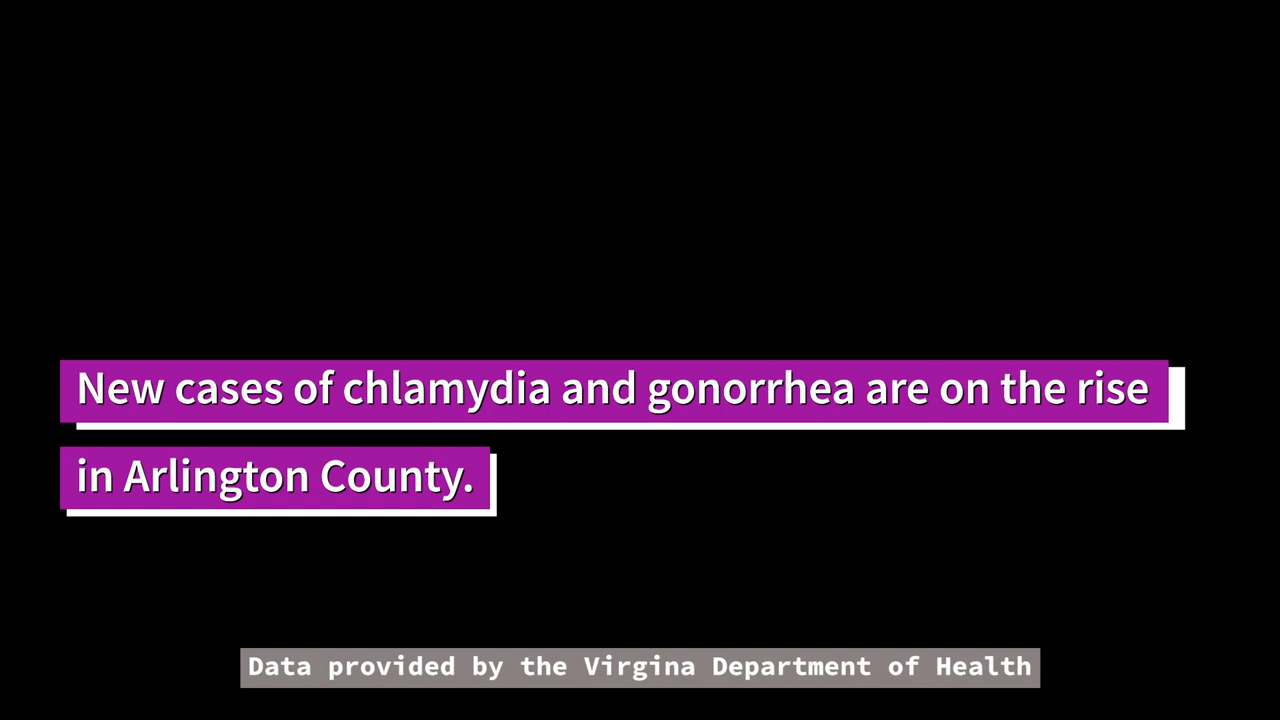 New cases of chlamydia and gonorrhea are on the rise
in Arlington County.
Data provided by the Virgina Department of Health